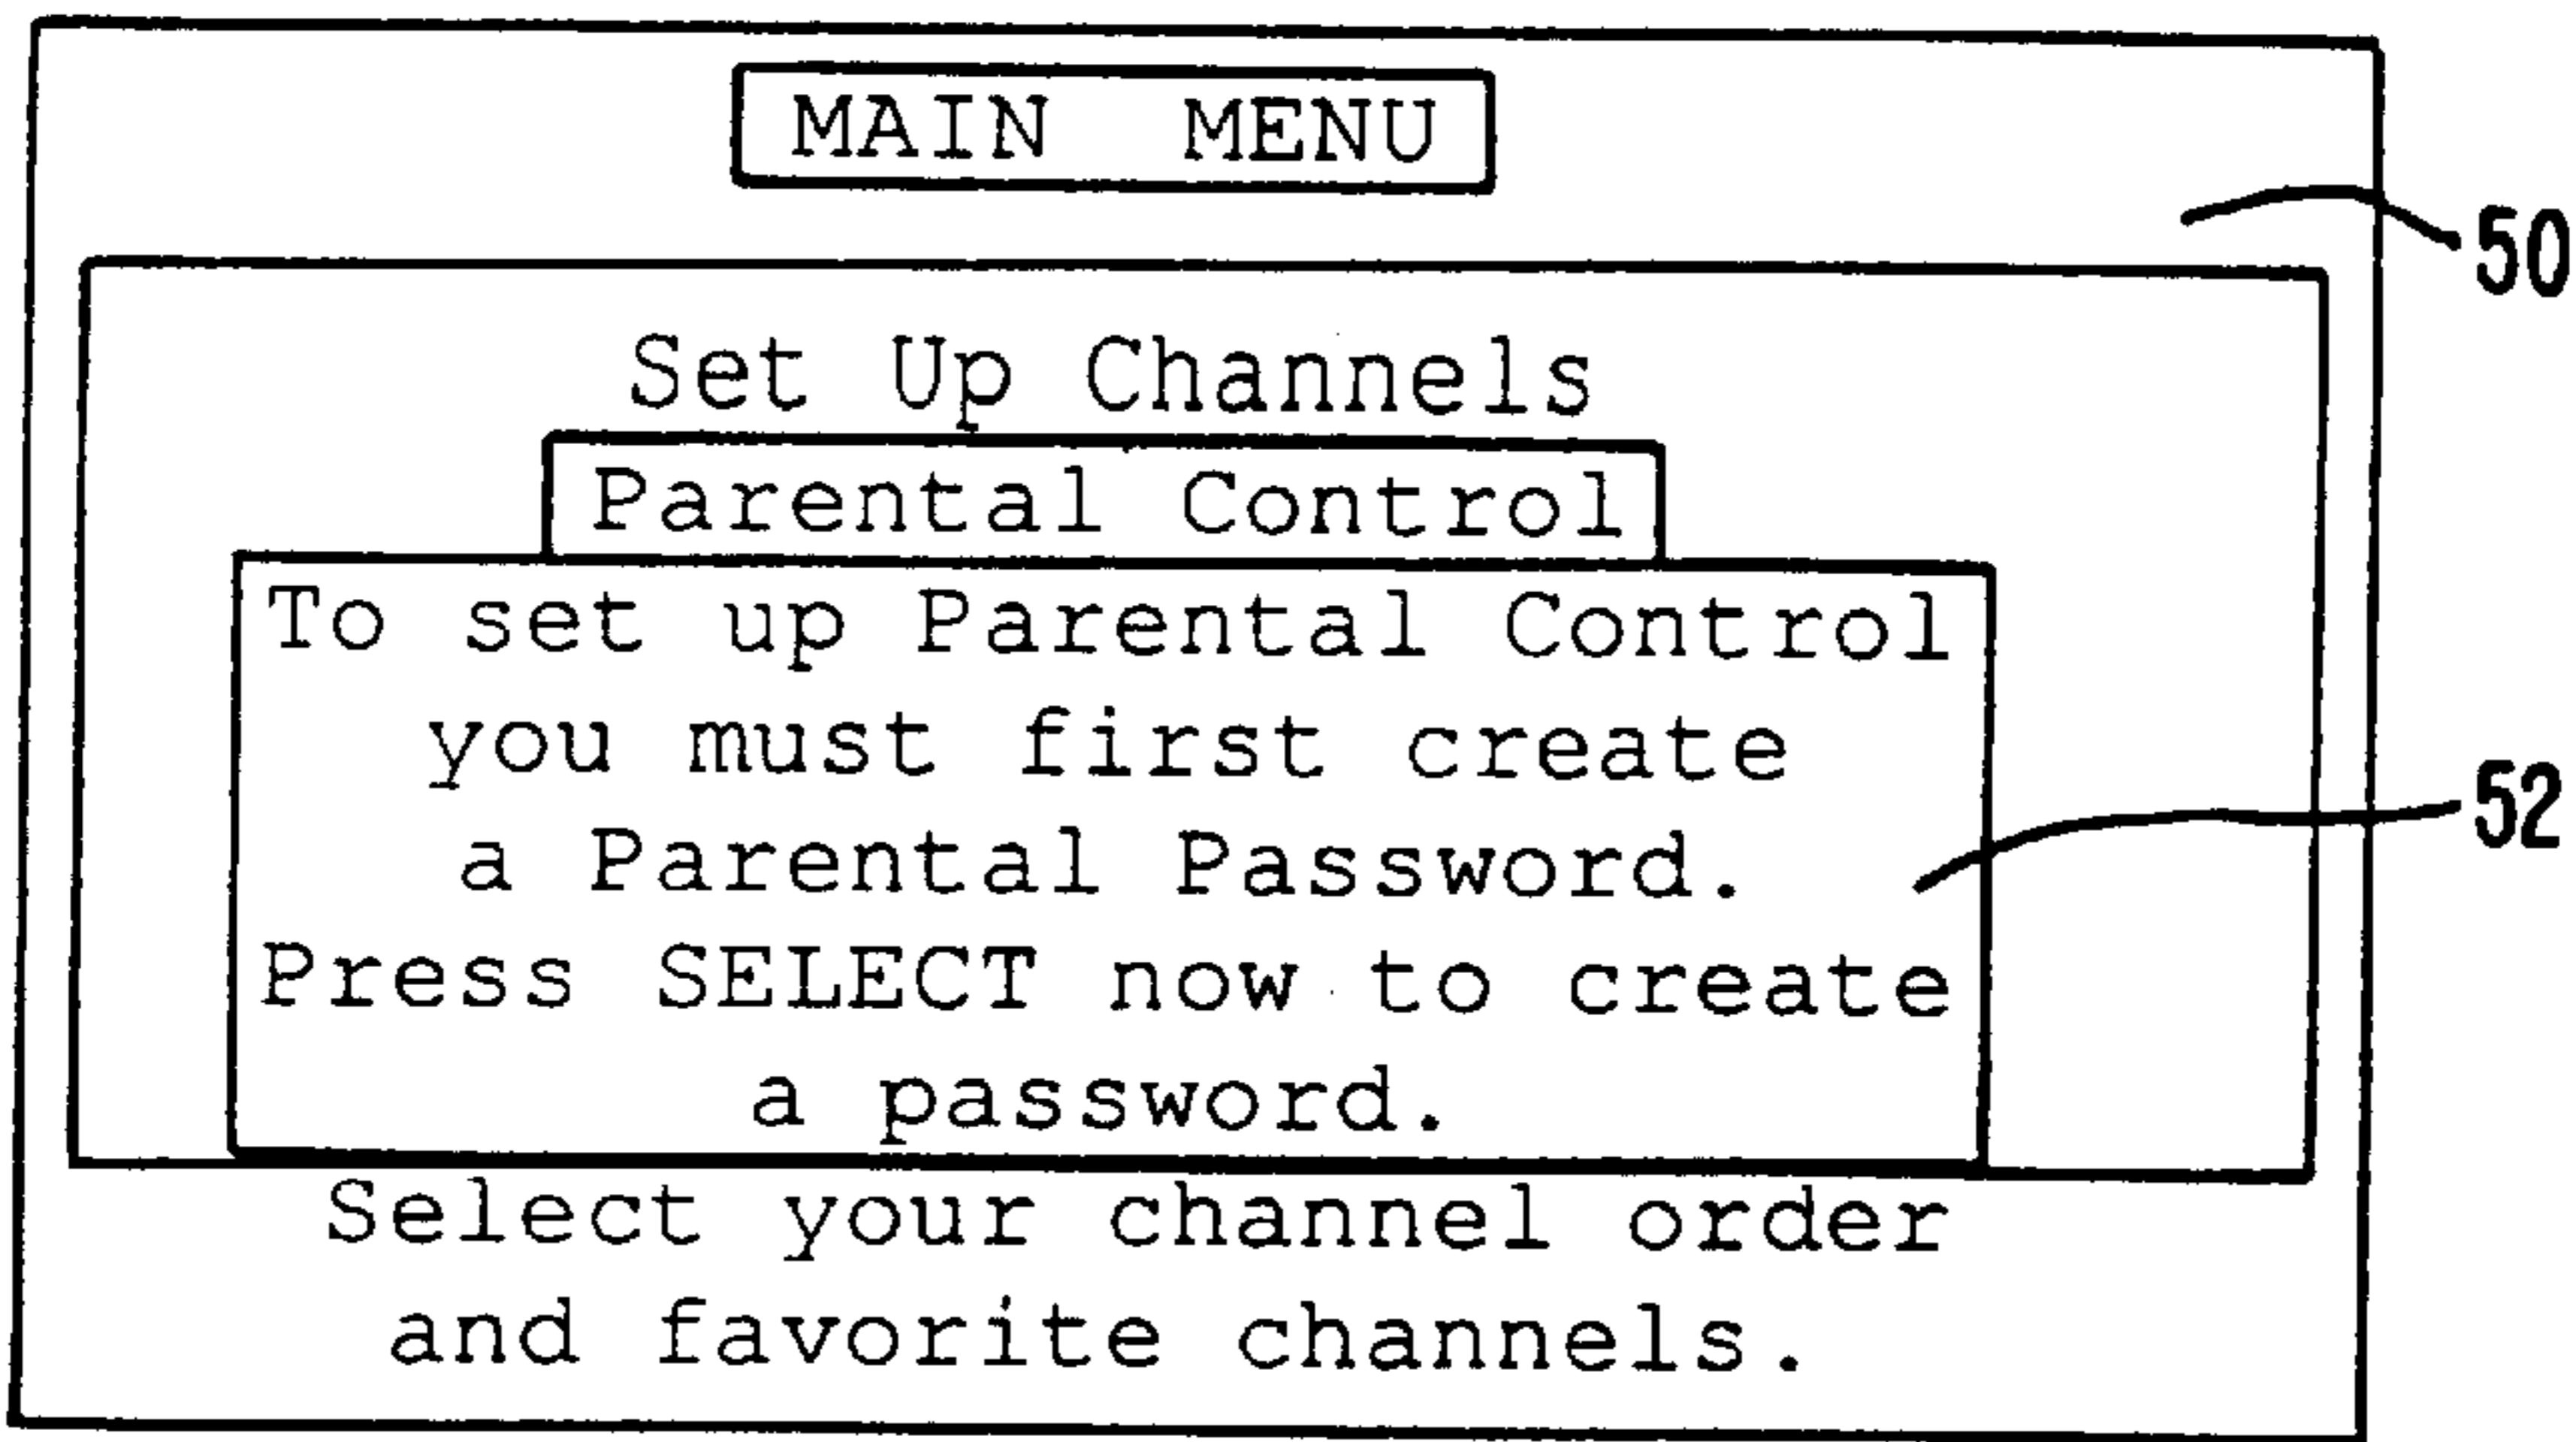 MAIN MENU
50
Set Up Channels
Parental Control
To set up Parental Control
you must first create
a Parental Password.
52
Press SELECT now to create
a password.
Select your channel order
and favorite channels.